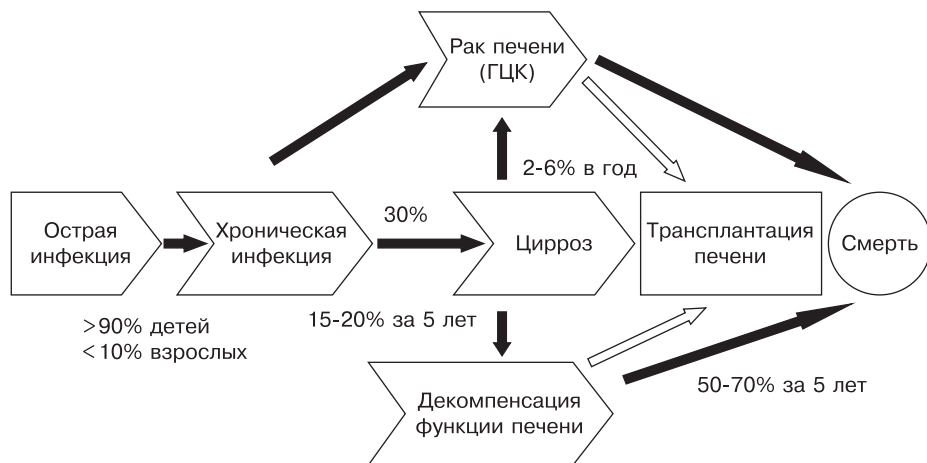 Рак печени
(ГЦК)
2-6% в год
Острая
инфекция
Хроническая
инфекция
30%
Цирроз
Трансплантация
печени
Смерть
>90% детей
<10% взрослых
15-20% за 5 лет
Декомпенсация
функции печени
50-70% за 5 лет